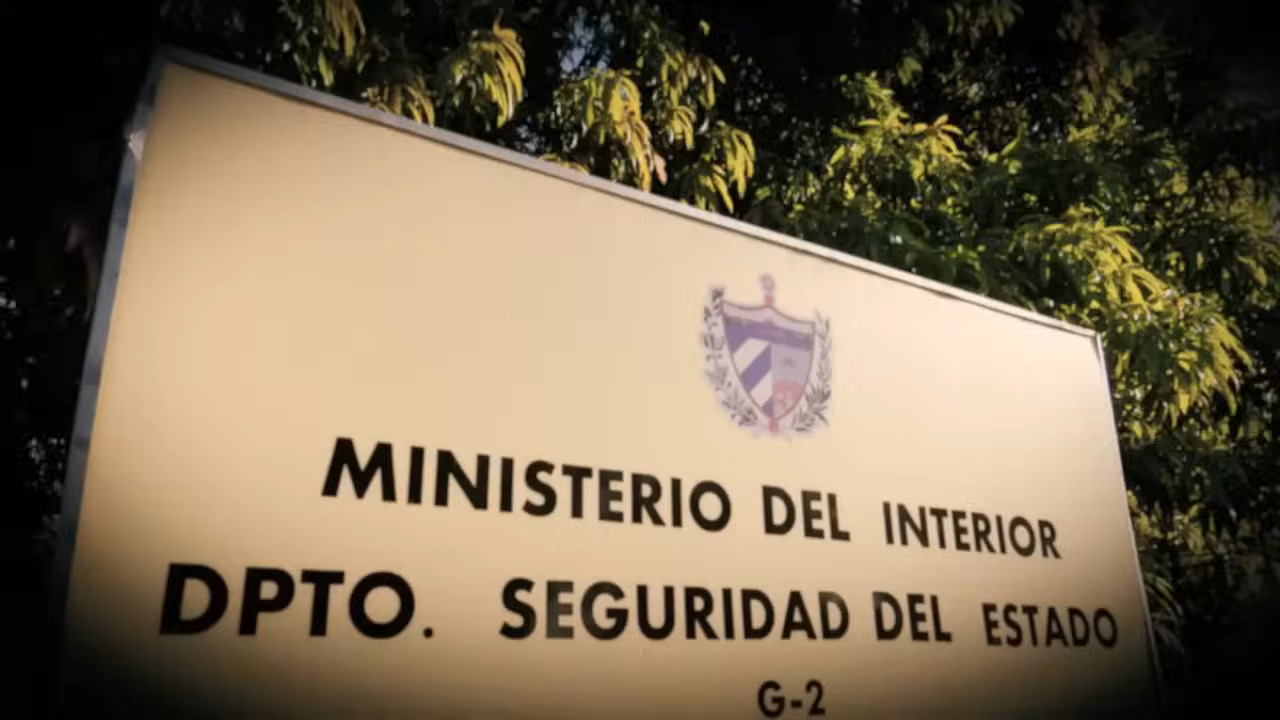 MINISTERIO DEL INTERIOR
DPTO. SEGURIDAD DEL ESTADO
G-2